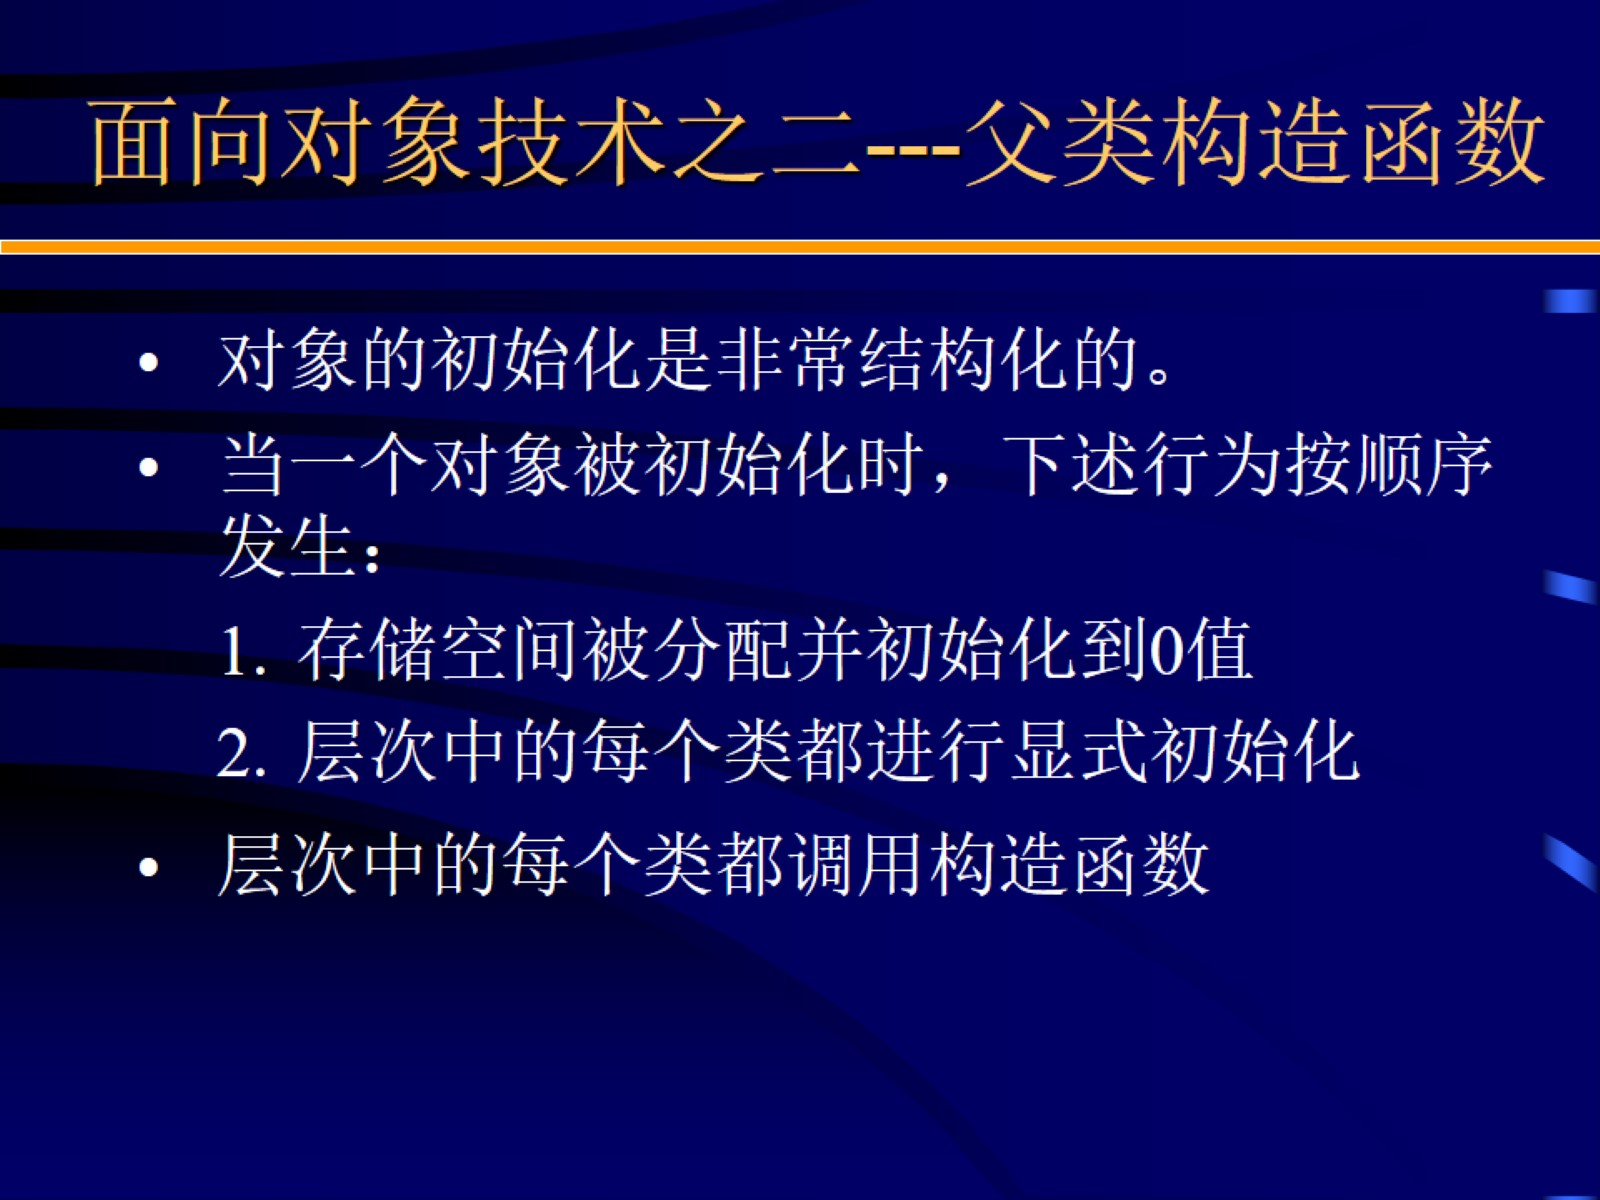 面向对象技术之二---父类构造函数
• 对象的初始化是非常结构化的。
• 当一个对象被初始化时，下述行为按顺序
发生：
1. 存储空间被分配并初始化到0值
2. 层次中的每个类都进行显式初始化
• 层次中的每个类都调用构造函数